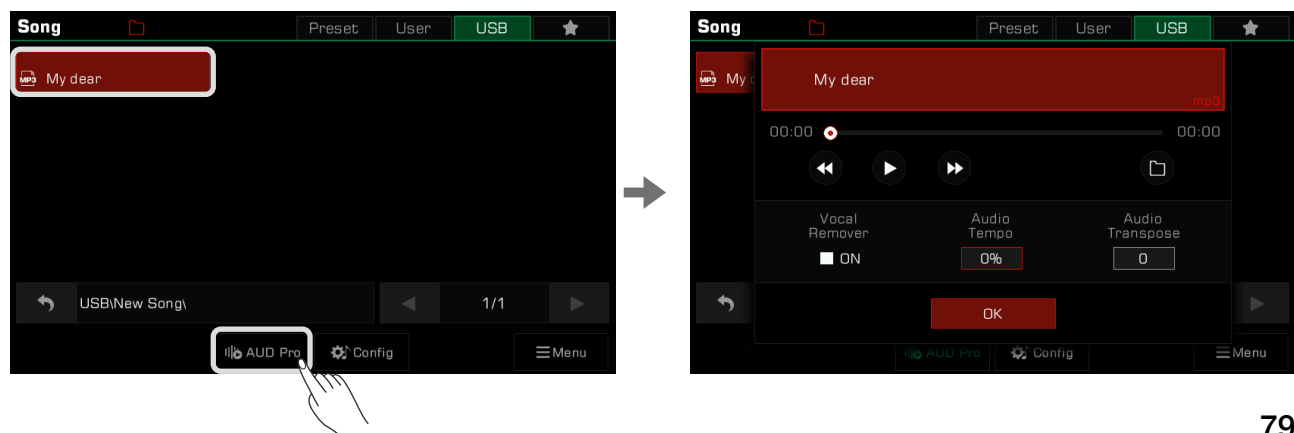 Song Preset User USB
MP3 My dear
USB\New Song\ 1/1
AUD Pro Config Menu
Song Preset User USB
MP3 My d
My dear
mp3
00:00 00:00
Vocal Remover
Audio Tempo
Audio Transpose
ON 0% 0
OK
AUD Pro Config Menu
79